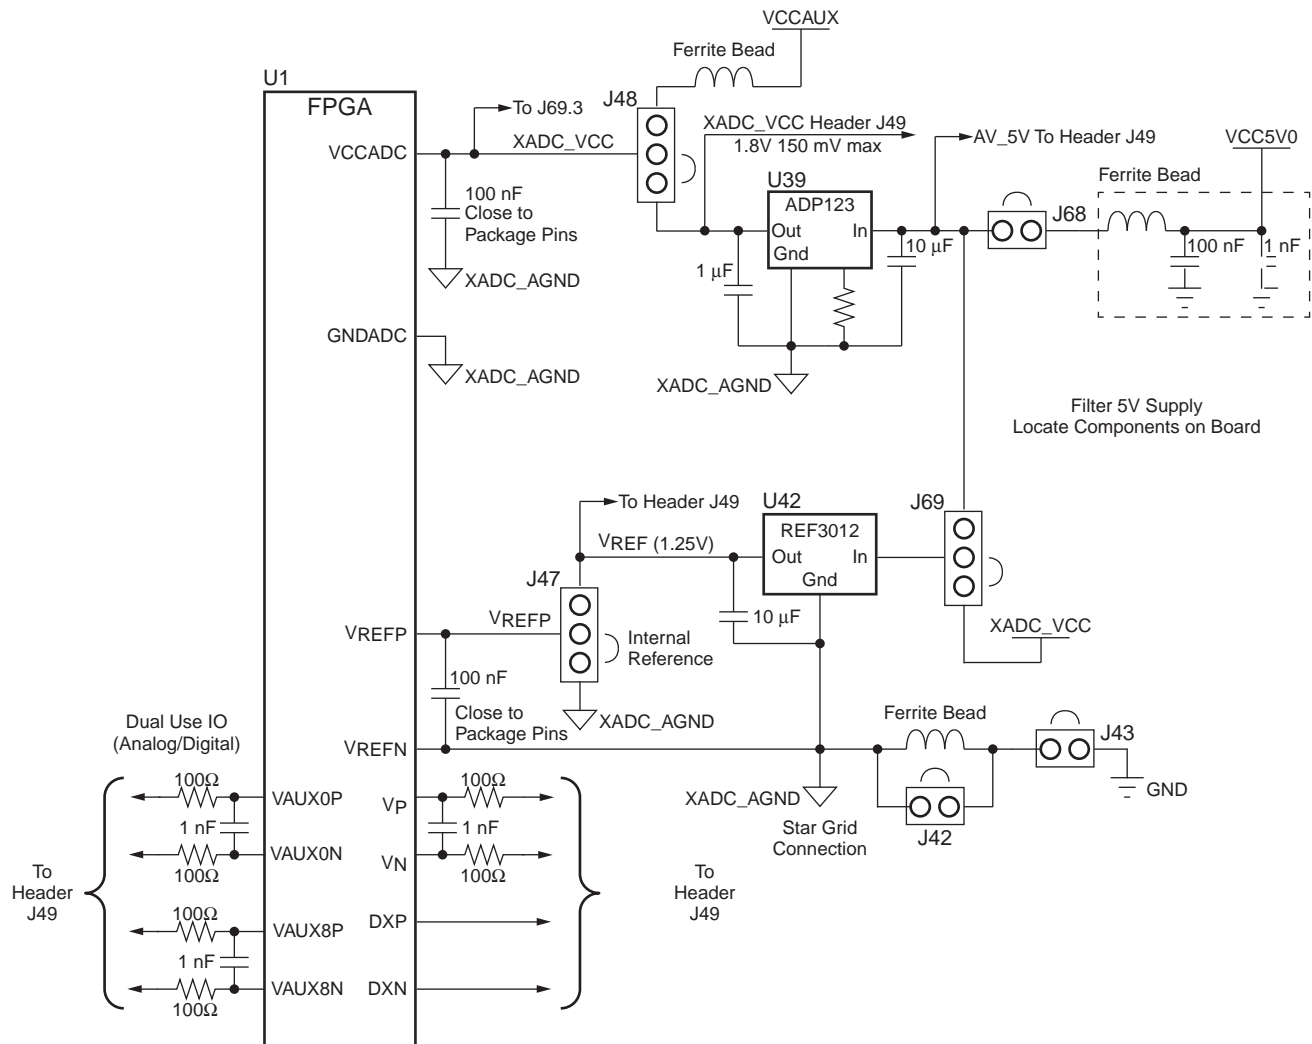 VCCAUX
Ferrite Bead
U1
FPGA
J48
To J69.3
XADC_VCC Header J49
1.8V 150 mV max
AV_5V To Header J49
VCC5V0
VCCADC
XADC_VCC
U39
ADP123
Out
In
Gnd
Ferrite Bead
J68
100 nF
Close to
Package Pins
1 µF
10 µF
100 nF
1 nF
XADC_AGND
GNDADC
XADC_AGND
XADC_AGND
Filter 5V Supply
Locate Components on Board
To Header J49
U42
REF3012
Out
In
Gnd
J69
VREF (1.25V)
J47
10 µF
XADC_VCC
VREFP
VREFP
Internal
Reference
100 nF
Close to
Package Pins
XADC_AGND
Ferrite Bead
J43
GND
VREFN
XADC_AGND
Star Grid
Connection
J42
Dual Use IO
(Analog/Digital)
100Ω
VAUX0P
VP
100Ω
1 nF
1 nF
100Ω
VAUX0N
VN
100Ω
To
Header
J49
To
Header
J49
100Ω
VAUX8P
DXP
1 nF
100Ω
VAUX8N
DXN